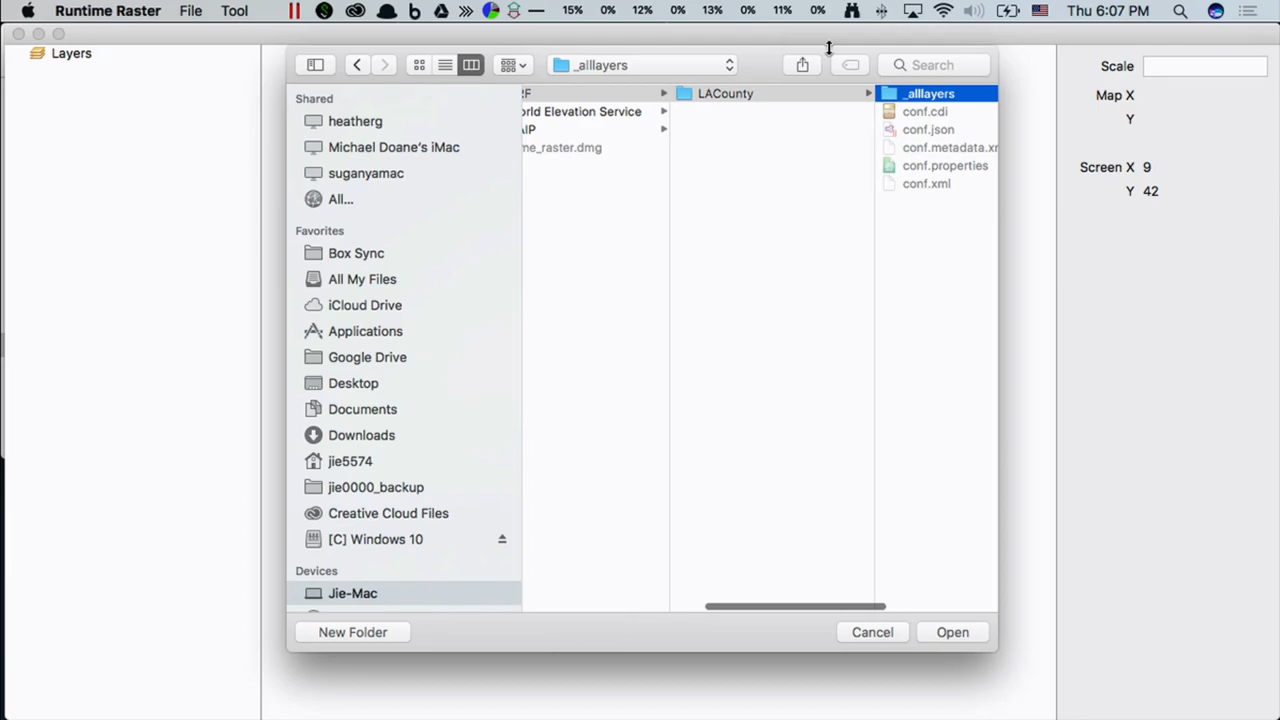 Runtime Raster File Tool 15% 0% 12% 0% 13% 0% 11% 0% Thu 6:07 PM
Layers
_alllayers
Search
Shared
heatherg
Michael Doane's iMac
suganyamac
All...
Favorites
Box Sync
All My Files
iCloud Drive
Applications
Google Drive
Desktop
Documents
Downloads
jie5574
jie0000_backup
Creative Cloud Files
[C] Windows 10
Devices
Jie-Mac
orld Elevation Service
me_raster.dmg
LACounty
_alllayers
conf.cdi
conf.json
conf.metadata.xm
conf.properties
conf.xml
New Folder
Cancel
Open
Scale
Map X
Y
Screen X 9
Y 42